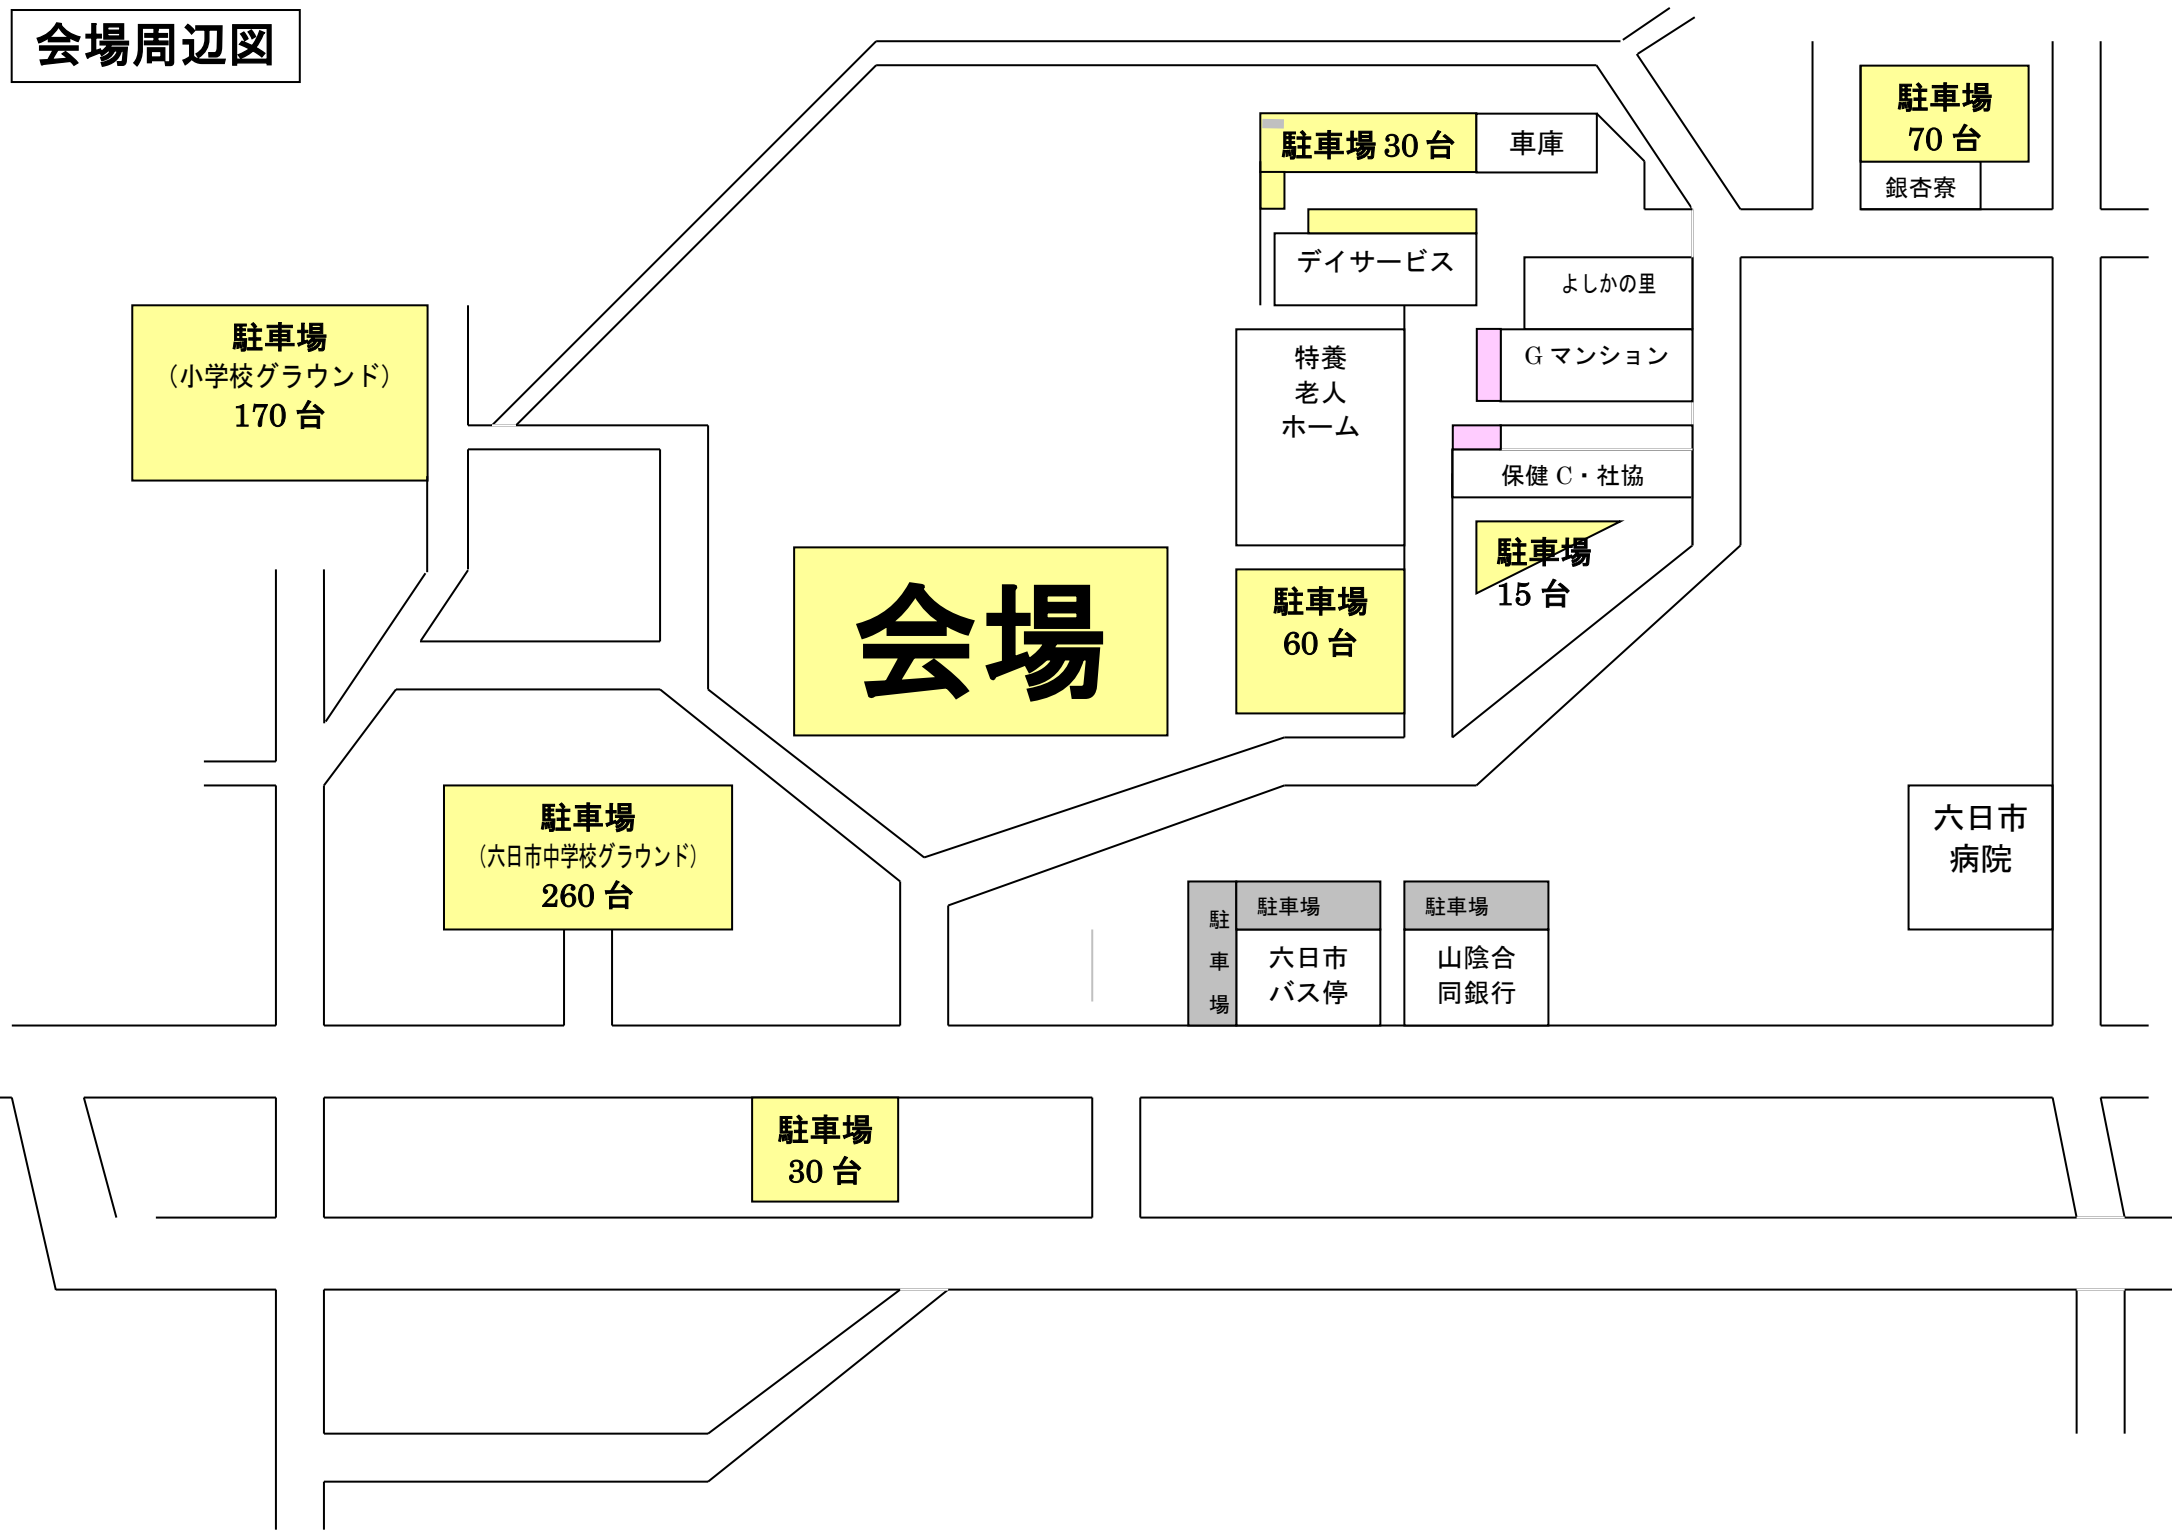 会場周辺図
駐車場
70 台
銀杏寮
駐車場 30 台
車庫
デイサービス
よしかの里
駐車場
（小学校グラウンド）
170 台
特養
老人
ホーム
G マンション
保健 C・社協
駐車場
15 台
会場
駐車場
60 台
駐車場
（六日市中学校グラウンド）
260 台
六日市
病院
駐
車
場
駐車場
六日市
バス停
駐車場
山陰合
同銀行
駐車場
30 台